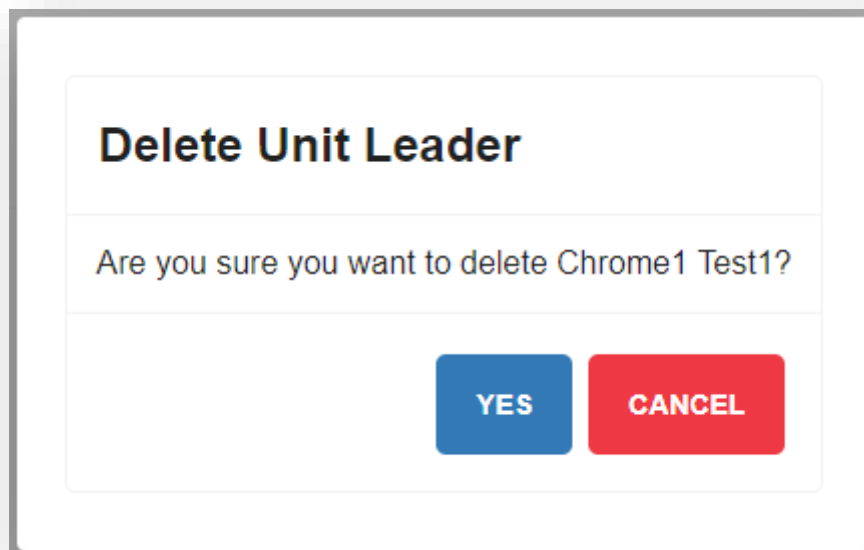 Delete Unit Leader
Are you sure you want to delete Chrome1 Test1?
YES
CANCEL